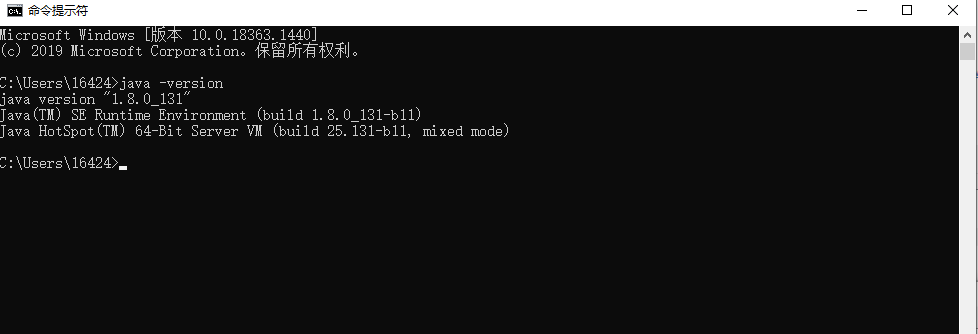 命令提示符
Microsoft Windows [版本 10.0.18363.1440]
(c) 2019 Microsoft Corporation。保留所有权利。
C:\Users\16424>java -version
java version "1.8.0_131"
Java(TM) SE Runtime Environment (build 1.8.0_131-b11)
Java HotSpot(TM) 64-Bit Server VM (build 25.131-b11, mixed mode)
C:\Users\16424>